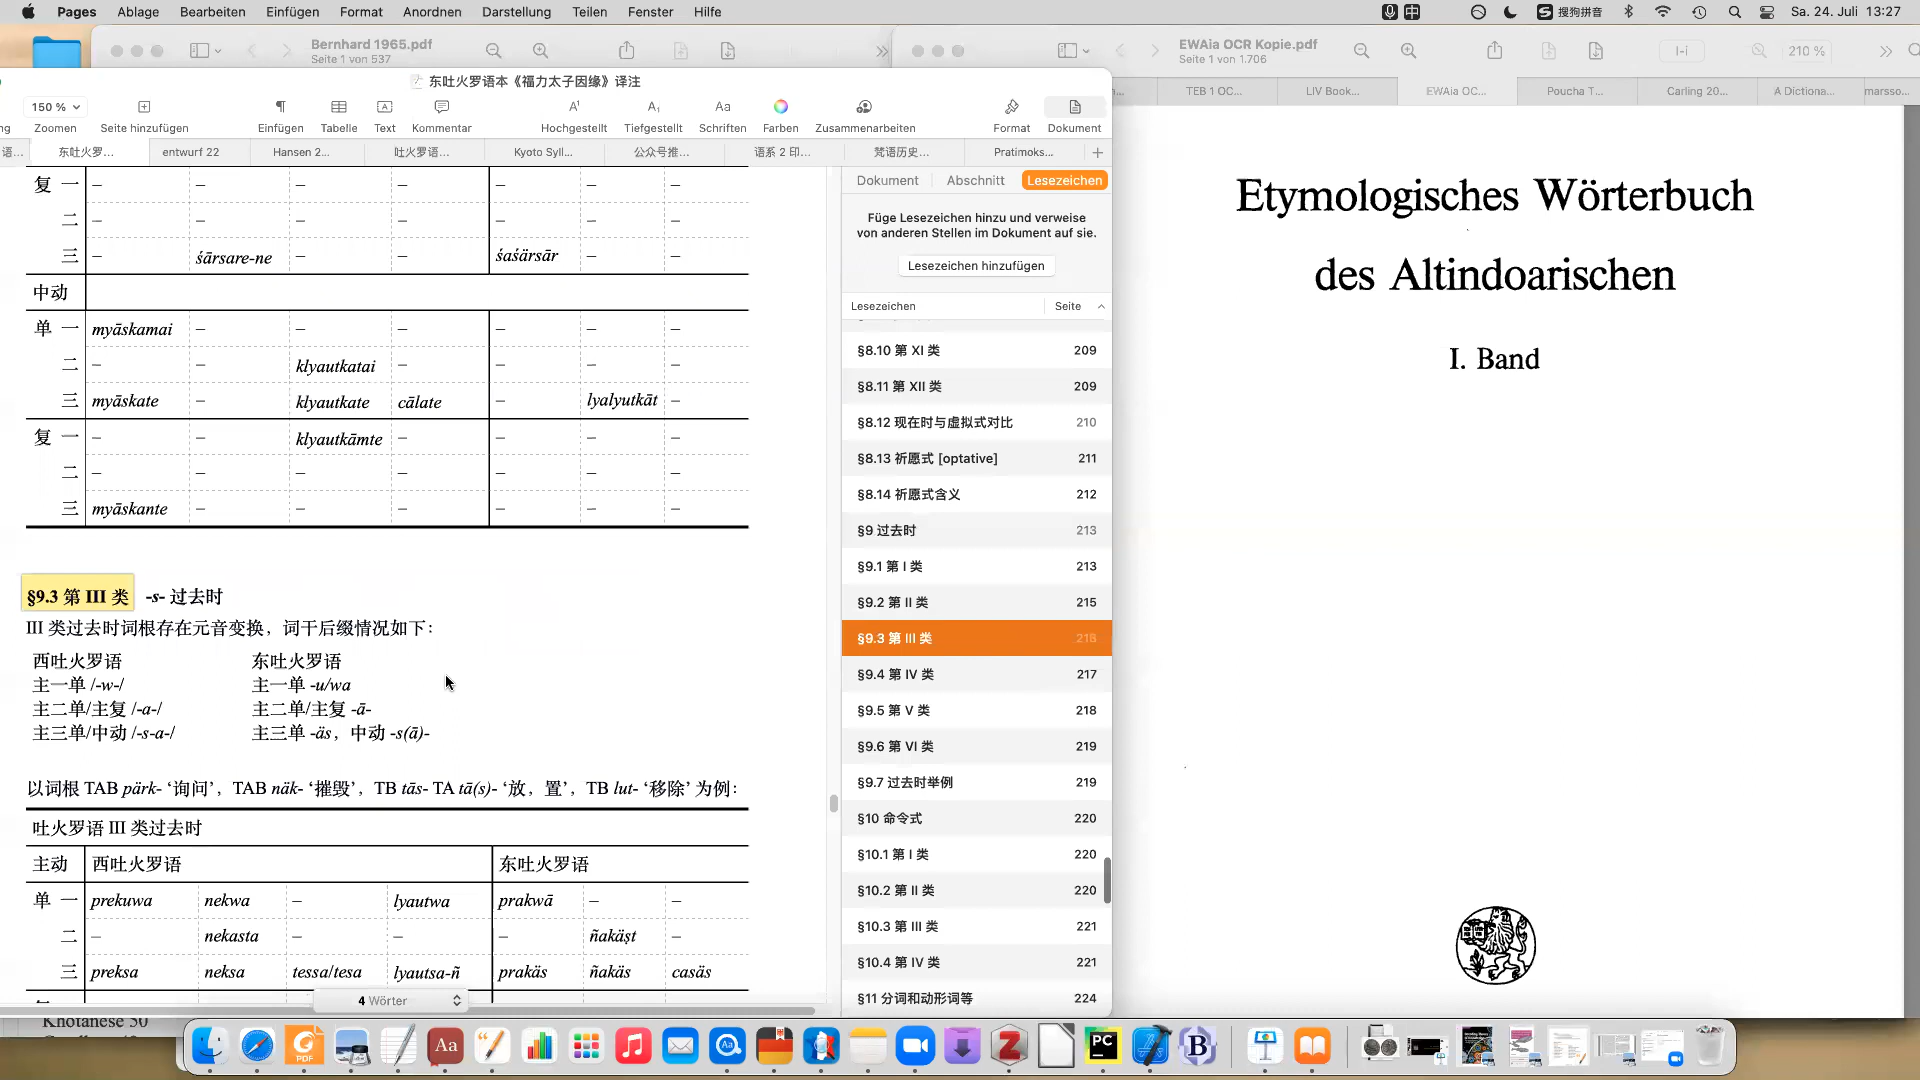 Pages Ablage Bearbeiten Einfügen Format Anordnen Darstellung Teilen Fenster Hilfe
搜狗拼音 Sa. 24. Juli 13:27
Bernhard 1965.pdf
Seite 1 von 537
EWAia OCR Kopie.pdf
Seite 1 von 1.706
210 %
东吐火罗语本《福力太子因缘》译注
TEB 1 OC... LIV Book... EWAia OC... Poucha T... Carling 20... A Dictiona... marsso...
150 %
Zoomen Seite hinzufügen Einfügen Tabelle Text Kommentar Hochgestellt Tiefgestellt Schriften Farben Zusammenarbeiten Format Dokument
语... 东吐火罗... entwurf 22 Hansen 2... 吐火罗语... Kyoto Syll... 公众号推... 语系 2 印... 梵语历史... Pratimoks...
复 一 – – – – – – –
二 – – – – – – –
三 – śārsare-ne – – śaśärsār – –
中动
单 一 myāskamai – – – – – –
二 – – klyautkatai – – –
三 myāskate – klyautkate cālate – lyalyutkāt –
复 一 – – klyautkāmte – – – –
二 – – – – – – –
三 myāskante – – – – – –
§9.3 第 III 类 -s- 过去时
III 类过去时词根存在元音变换，词干后缀情况如下：
西吐火罗语 东吐火罗语
主一单 /-w-/ 主一单 -u/wa
主二单/主复 /-a-/ 主二单/主复 -ā-
主三单/中动 /-s-a-/ 主三单 -äs，中动 -s(ā)-
以词根 TAB pärk- ‘询问’，TAB näk- ‘摧毁’，TB täs- TA tä(s)- ‘放，置’，TB lut- ‘移除’ 为例：
吐火罗语 III 类过去时
主动 西吐火罗语 东吐火罗语
单 一 prekuwa nekwa – lyautwa prakwā – –
二 – nekasta – – – ñakäṣt –
三 preksa neksa tessa/tesa lyautsa-ñ prakäs ñakäs casäs
4 Wörter
Khotanese 50
Dokument Abschnitt Lesezeichen
Füge Lesezeichen hinzu und verweise
von anderen Stellen im Dokument auf sie.
Lesezeichen hinzufügen
Lesezeichen Seite
§8.10 第 XI 类 209
§8.11 第 XII 类 209
§8.12 现在时与虚拟式对比 210
§8.13 祈愿式 [optative] 211
§8.14 祈愿式含义 212
§9 过去时 213
§9.1 第 I 类 213
§9.2 第 II 类 215
§9.3 第 III 类 216
§9.4 第 IV 类 217
§9.5 第 V 类 218
§9.6 第 VI 类 219
§9.7 过去时举例 219
§10 命令式 220
§10.1 第 I 类 220
§10.2 第 II 类 220
§10.3 第 III 类 221
§10.4 第 IV 类 221
§11 分词和动形词等 224
Etymologisches Wörterbuch
des Altindoarischen
I. Band